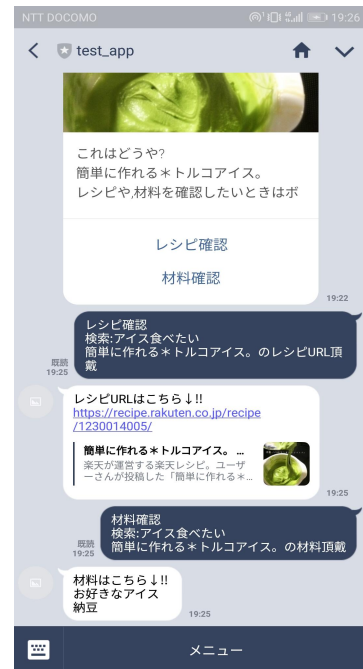 NTT DOCOMO
19:26
test_app
これはどうや?
簡単に作れる＊トルコアイス。
レシピや,材料を確認したいときはボ
レシピ確認
材料確認
19:22
レシピ確認
検索:アイス食べたい
簡単に作れる＊トルコアイス。のレシピURL頂
戴
既読
19:25
レシピURLはこちら↓!!
https://recipe.rakuten.co.jp/recipe
/1230014005/
簡単に作れる＊トルコアイス。 ...
楽天が運営する楽天レシピ。ユーザ
ーさんが投稿した「簡単に作れる＊...
19:25
材料確認
検索:アイス食べたい
簡単に作れる＊トルコアイス。の材料頂戴
既読
19:25
材料はこちら↓!!
お好きなアイス
納豆
19:25
メニュー